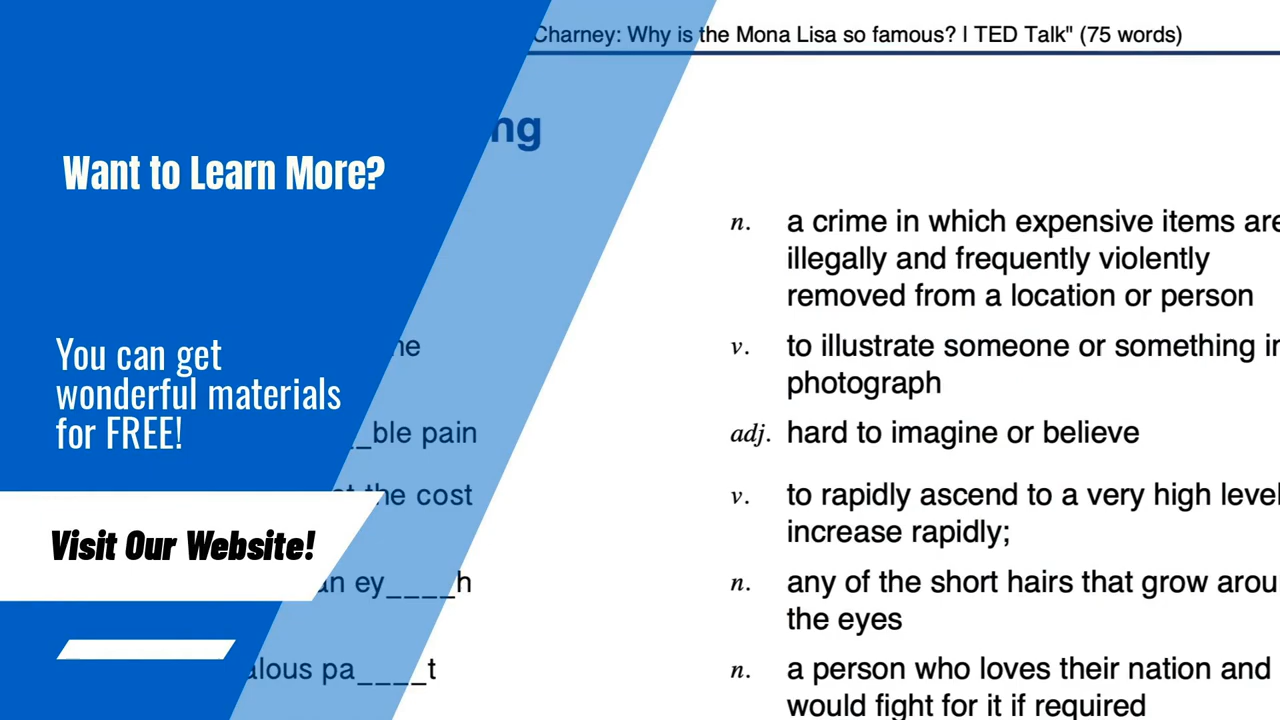 Charney: Why is the Mona Lisa so famous? | TED Talk" (75 words)
ng
Want to Learn More?
You can get
wonderful materials
for FREE!
Visit Our Website!
ne
_ble pain
the cost
an ey____h
alous pa____t
n. a crime in which expensive items are
illegally and frequently violently
removed from a location or person
v. to illustrate someone or something in
photograph
adj. hard to imagine or believe
v. to rapidly ascend to a very high level
increase rapidly;
n. any of the short hairs that grow arou
the eyes
n. a person who loves their nation and
would fight for it if required